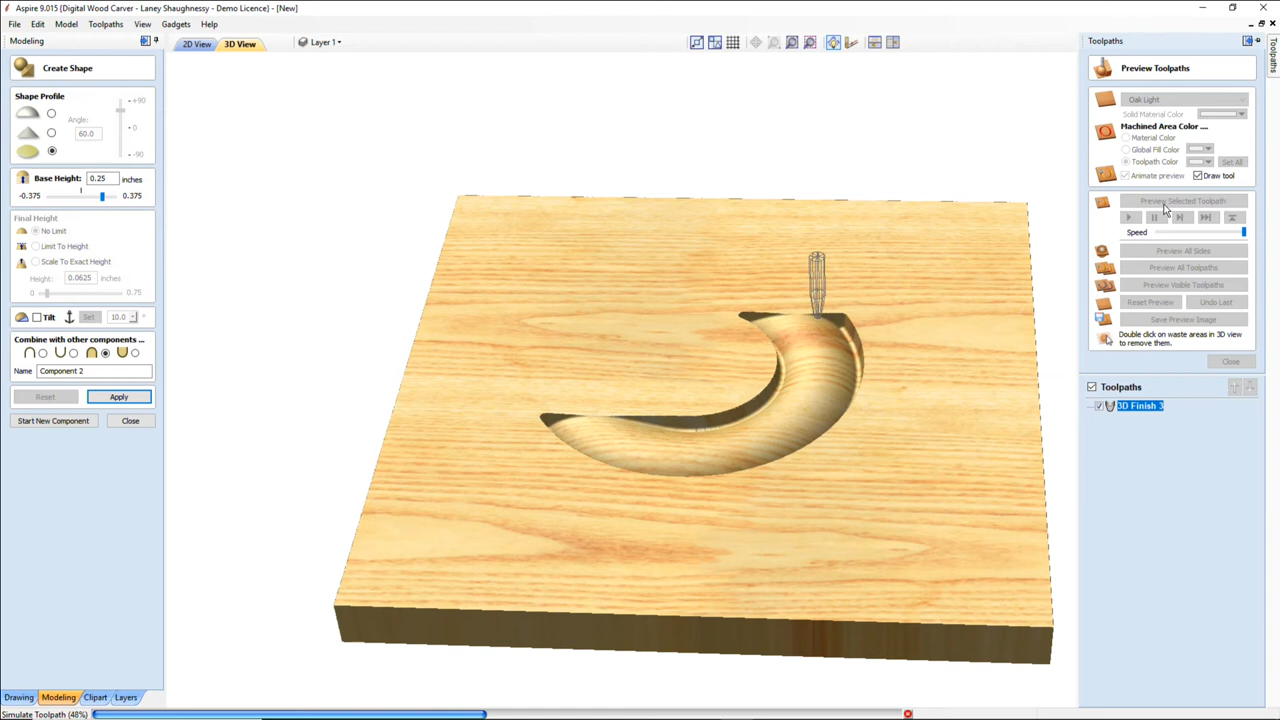 Aspire 9.015 {Digital Wood Carver - Laney Shaughnessy - Demo Licence} - [New]
File Edit Model Toolpaths View Gadgets Help
Modeling
2D View 3D View Layer 1
Toolpaths
Toolpaths
Create Shape
Shape Profile
+90
Angle:
60.0
0
-90
Base Height: 0.25 inches
-0.375 0.375
Final Height
No Limit
Limit To Height
Scale To Exact Height
Height: 0.0625 inches
0 0.75
Tilt Set 10.0 °
Combine with other components ...
Name Component 2
Reset Apply
Start New Component Close
Preview Toolpaths
Oak Light
Solid Material Color
Machined Area Color ....
Material Color
Global Fill Color
Toolpath Color Set All
Animate preview Draw tool
Preview Selected Toolpath
Speed
Preview All Sides
Preview All Toolpaths
Preview Visible Toolpaths
Reset Preview Undo Last
Save Preview Image
Double click on waste areas in 3D view
to remove them.
Close
Toolpaths
3D Finish 3
Drawing Modeling Clipart Layers
Simulate Toolpath (48%)